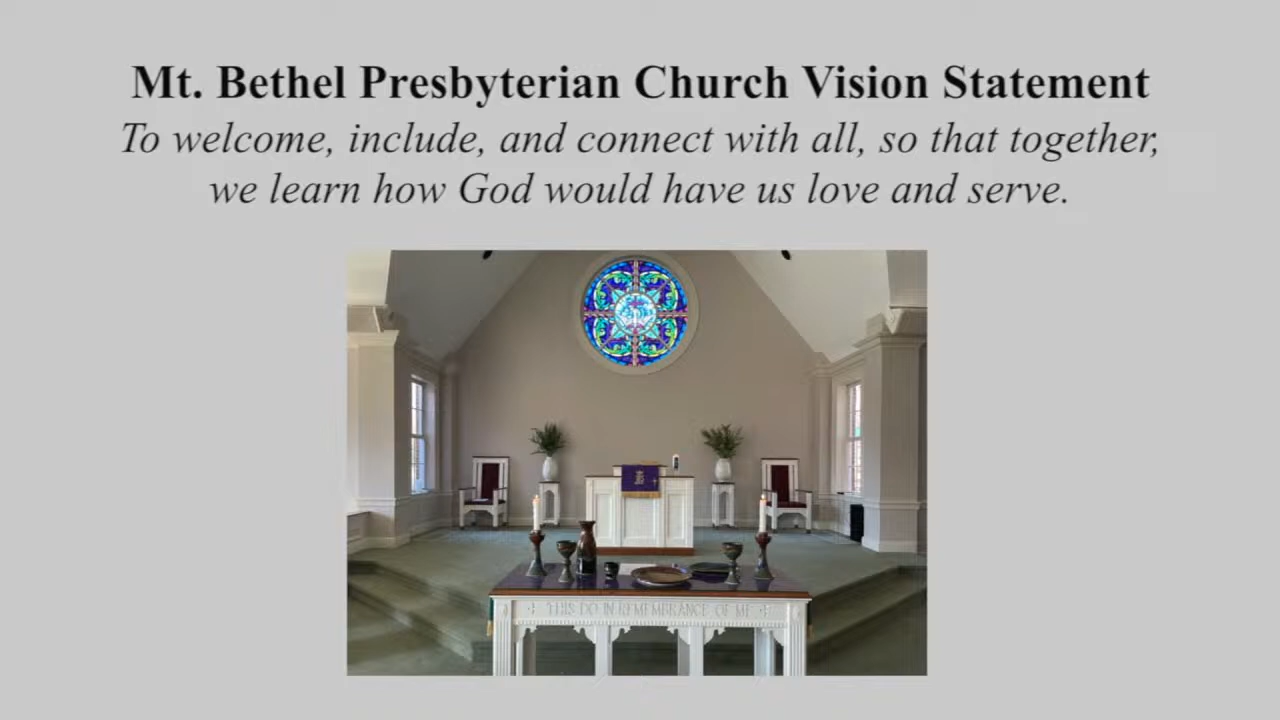 Mt. Bethel Presbyterian Church Vision Statement
To welcome, include, and connect with all, so that together,
we learn how God would have us love and serve.
THIS DO IN REMEMBRANCE OF ME